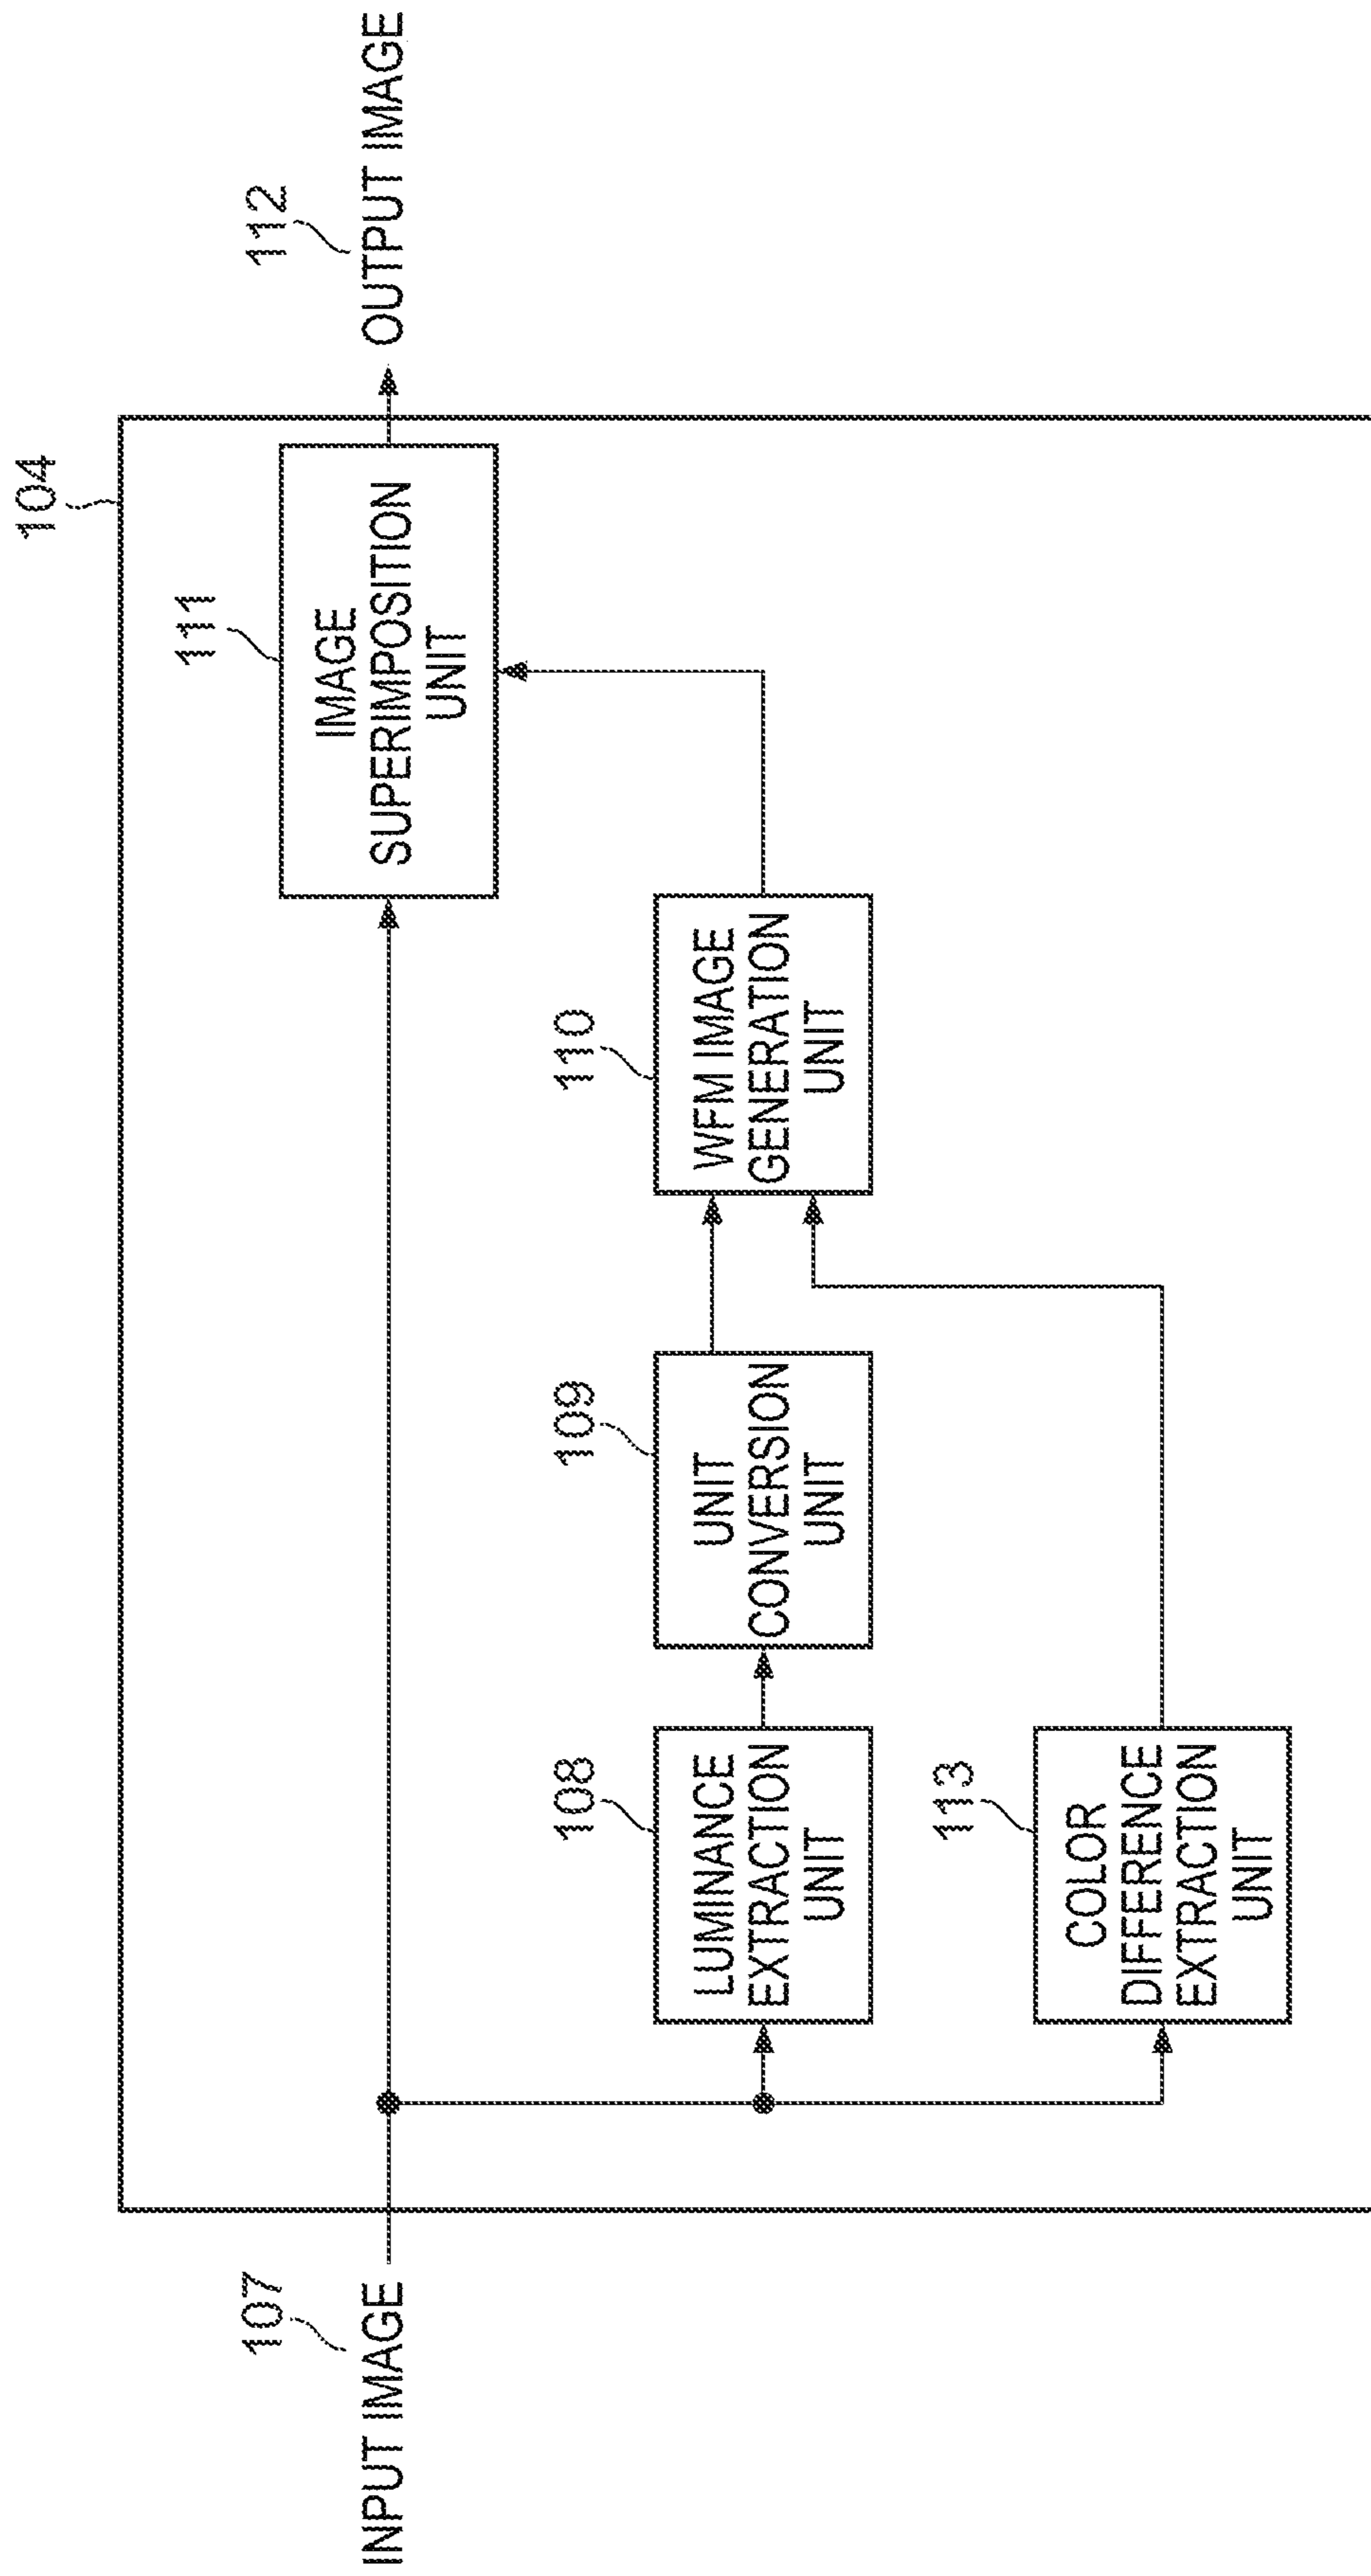 104
107
INPUT IMAGE
111
IMAGE
SUPERIMPOSITION
UNIT
112
OUTPUT IMAGE
108
LUMINANCE
EXTRACTION
UNIT
109
UNIT
CONVERSION
UNIT
110
WFM IMAGE
GENERATION
UNIT
113
COLOR
DIFFERENCE
EXTRACTION
UNIT